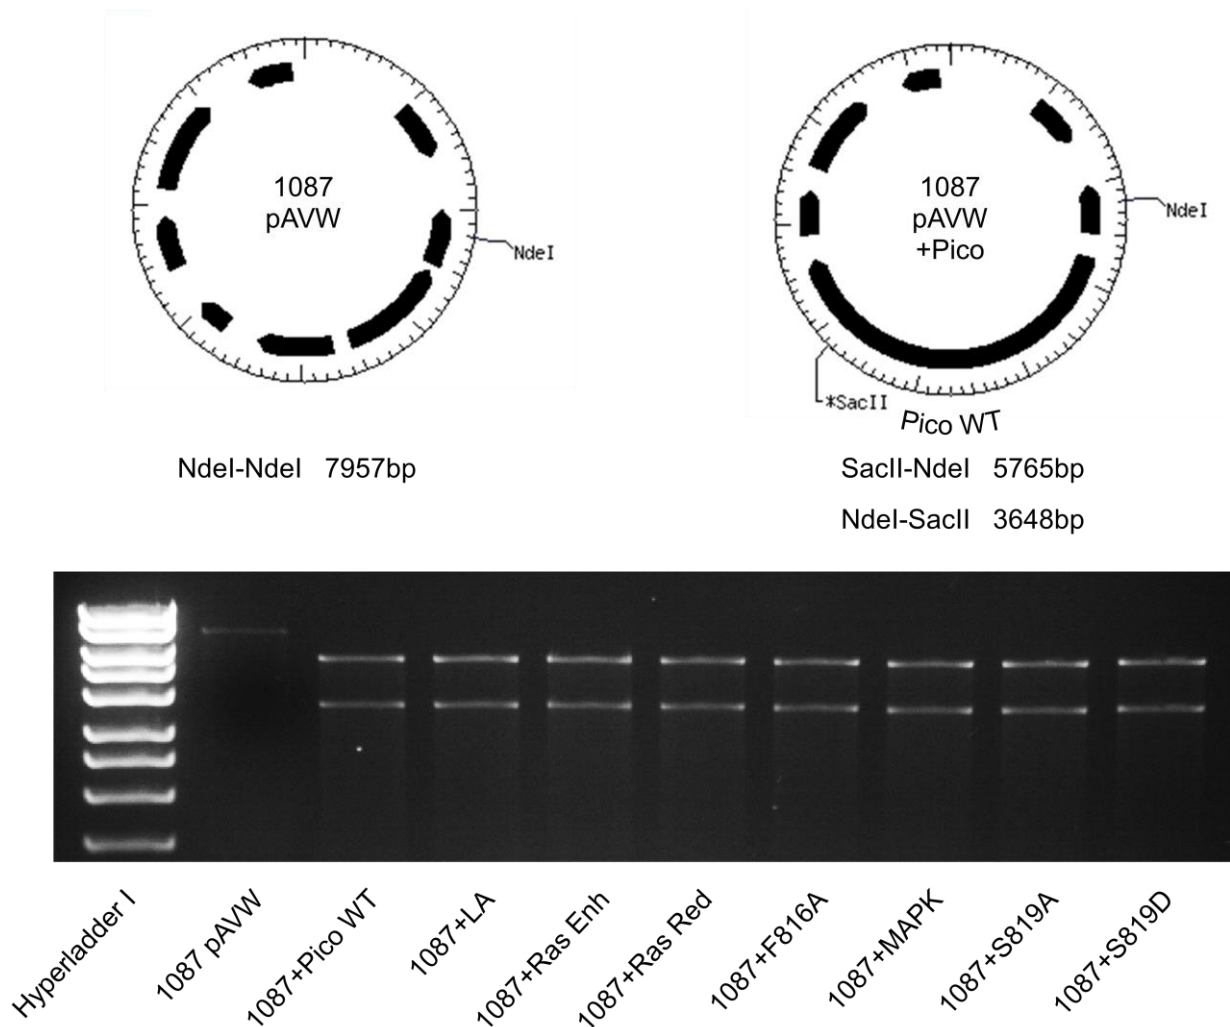 1087
pAVW
NdeI
1087
pAVW
+Pico
NdeI
*SacII
Pico WT
NdeI-NdeI 7957bp
SacII-NdeI 5765bp
NdeI-SacII 3648bp
Hyperladder I
1087 pAVW
1087+Pico WT
1087+LA
1087+Ras Enh
1087+Ras Red
1087+F816A
1087+MAPK
1087+S819A
1087+S819D